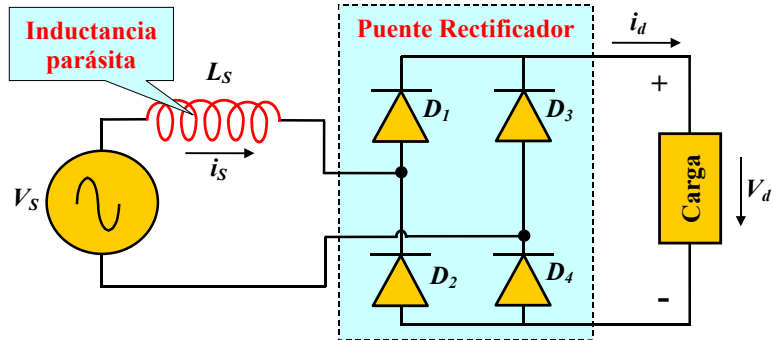 Inductancia
parásita
Puente Rectificador
i_d
L_S
D_1
D_3
+
i_S
V_S
Carga
V_d
D_2
D_4
-